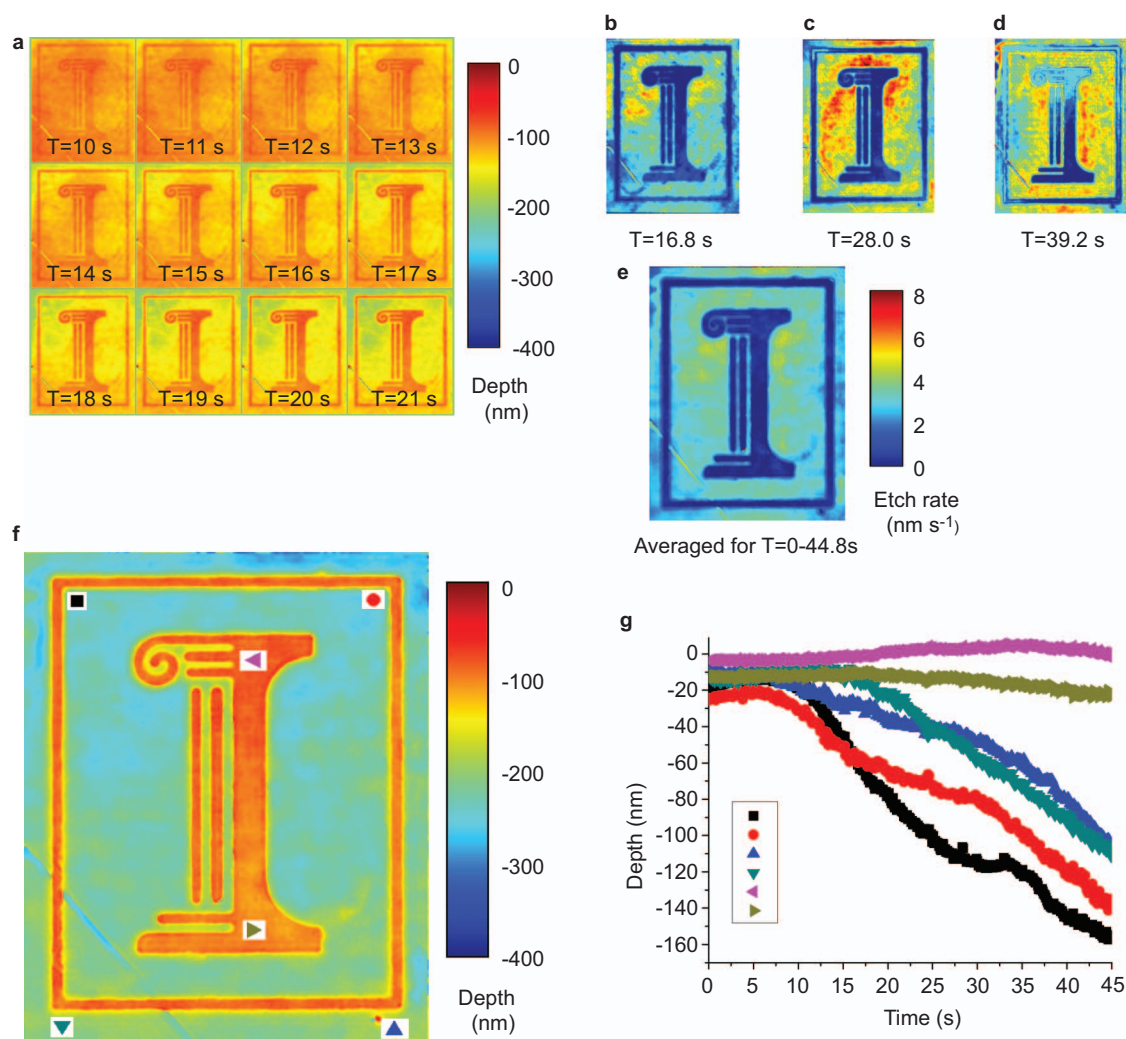 a
T=10 s T=11 s T=12 s T=13 s
T=14 s T=15 s T=16 s T=17 s
T=18 s T=19 s T=20 s T=21 s
0
-100
-200
-300
-400
Depth
(nm)
b
T=16.8 s
c
T=28.0 s
d
T=39.2 s
e
Averaged for T=0-44.8s
8
6
4
2
0
Etch rate
(nm s-1)
f
0
-100
-200
-300
-400
Depth
(nm)
g
Depth (nm)
0
-20
-40
-60
-80
-100
-120
-140
-160
0 5 10 15 20 25 30 35 40 45
Time (s)